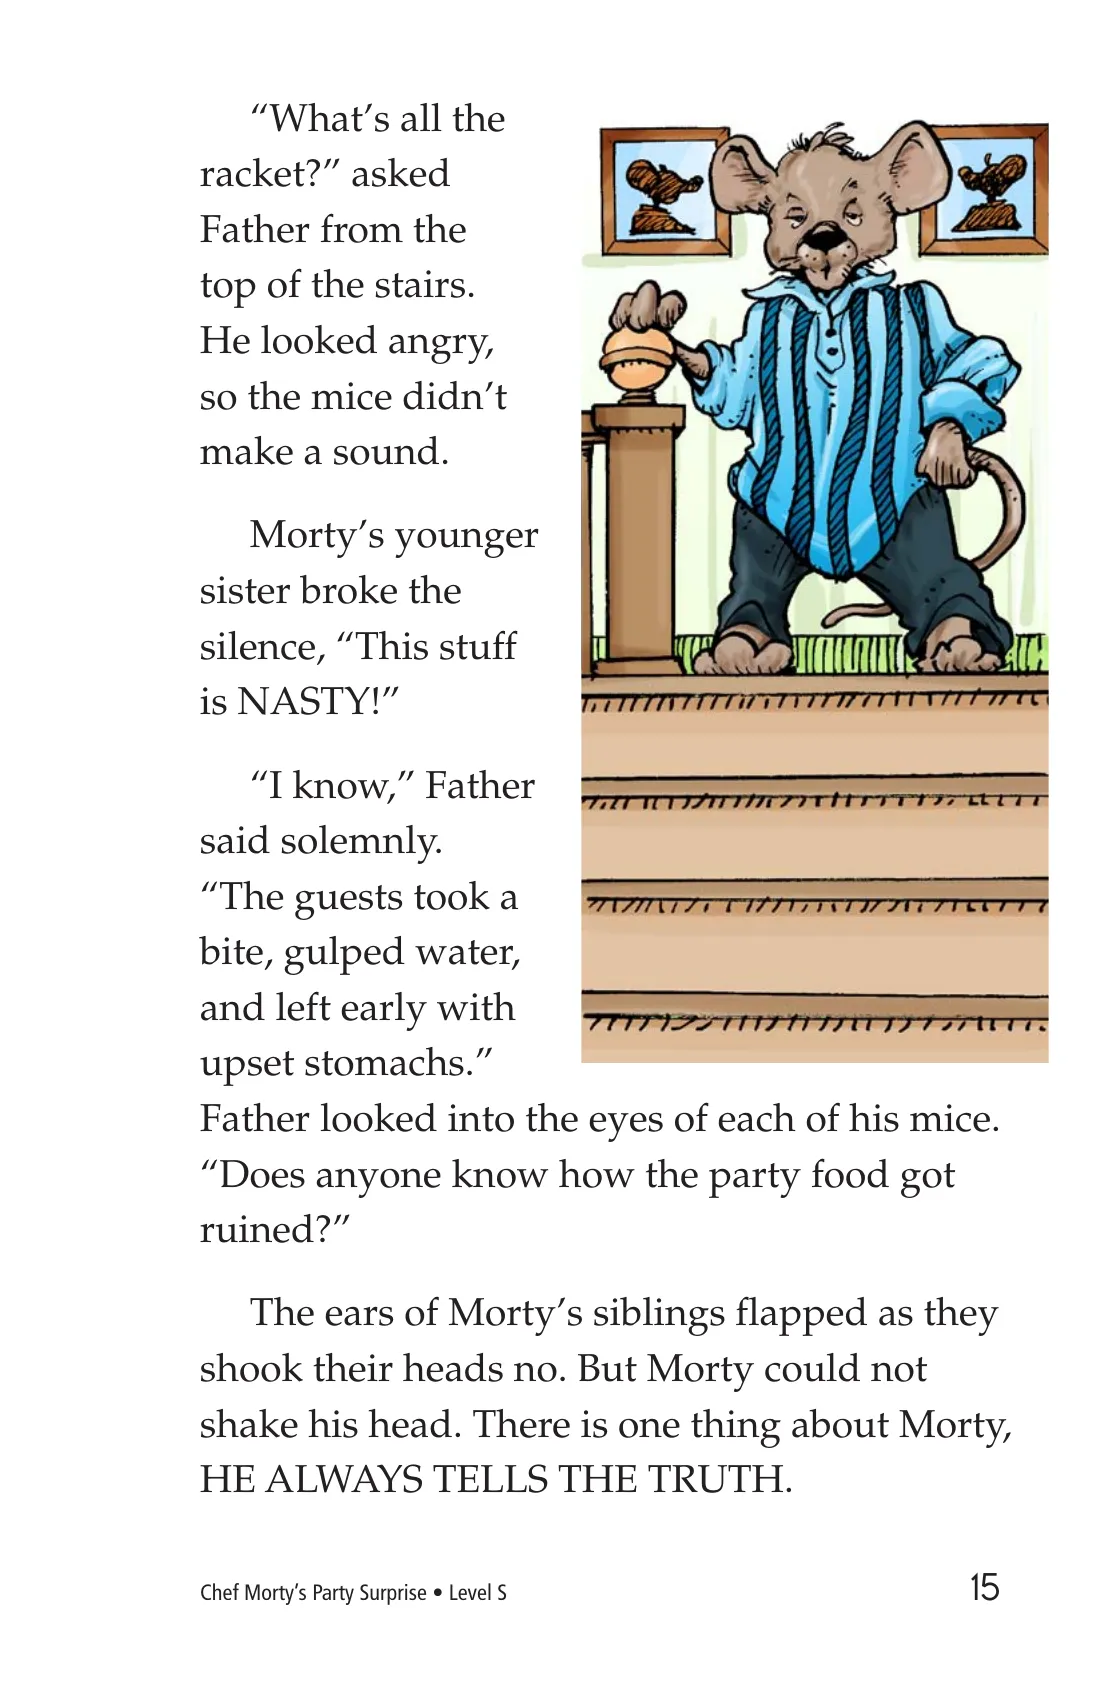 “What’s all the
racket?” asked
Father from the
top of the stairs.
He looked angry,
so the mice didn’t
make a sound.
Morty’s younger
sister broke the
silence, “This stuff
is NASTY!”
“I know,” Father
said solemnly.
“The guests took a
bite, gulped water,
and left early with
upset stomachs.”
Father looked into the eyes of each of his mice.
“Does anyone know how the party food got
ruined?”
The ears of Morty’s siblings flapped as they
shook their heads no. But Morty could not
shake his head. There is one thing about Morty,
HE ALWAYS TELLS THE TRUTH.
Chef Morty’s Party Surprise • Level S
15